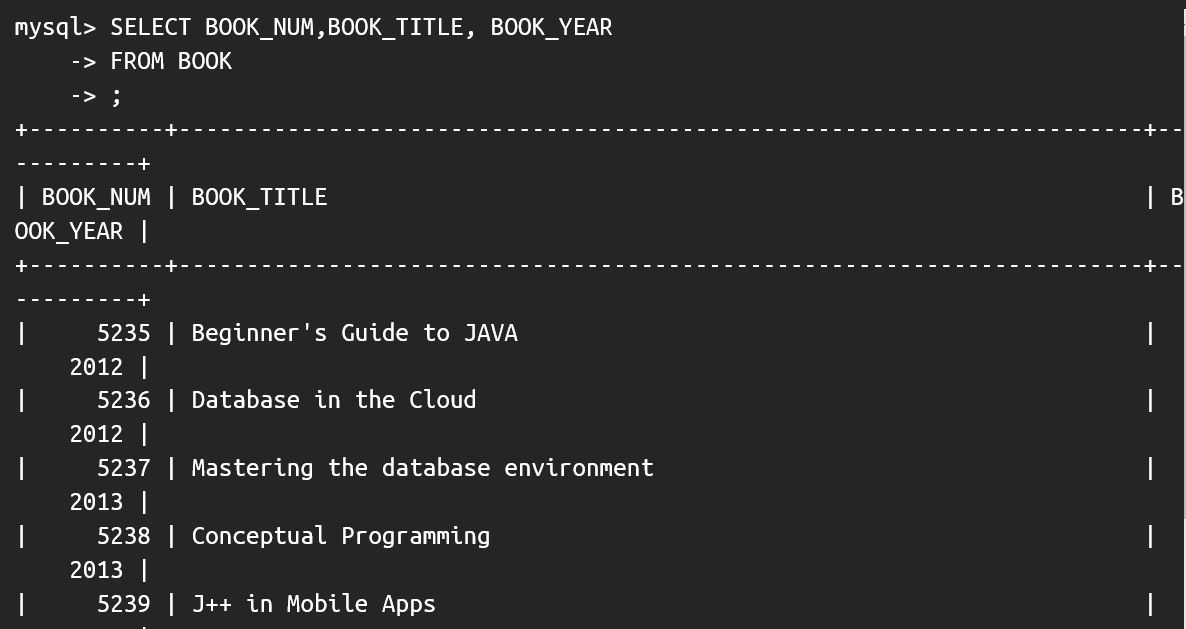 mysql> SELECT BOOK_NUM,BOOK_TITLE, BOOK_YEAR
    -> FROM BOOK
    -> ;
+----------+-----------------------------------------------------------------------+--
---------+
| BOOK_NUM | BOOK_TITLE                                                            | B
OOK_YEAR |
+----------+-----------------------------------------------------------------------+--
---------+
|     5235 | Beginner's Guide to JAVA                                              |
    2012 |
|     5236 | Database in the Cloud                                                 |
    2012 |
|     5237 | Mastering the database environment                                    |
    2013 |
|     5238 | Conceptual Programming                                                |
    2013 |
|     5239 | J++ in Mobile Apps                                                    |